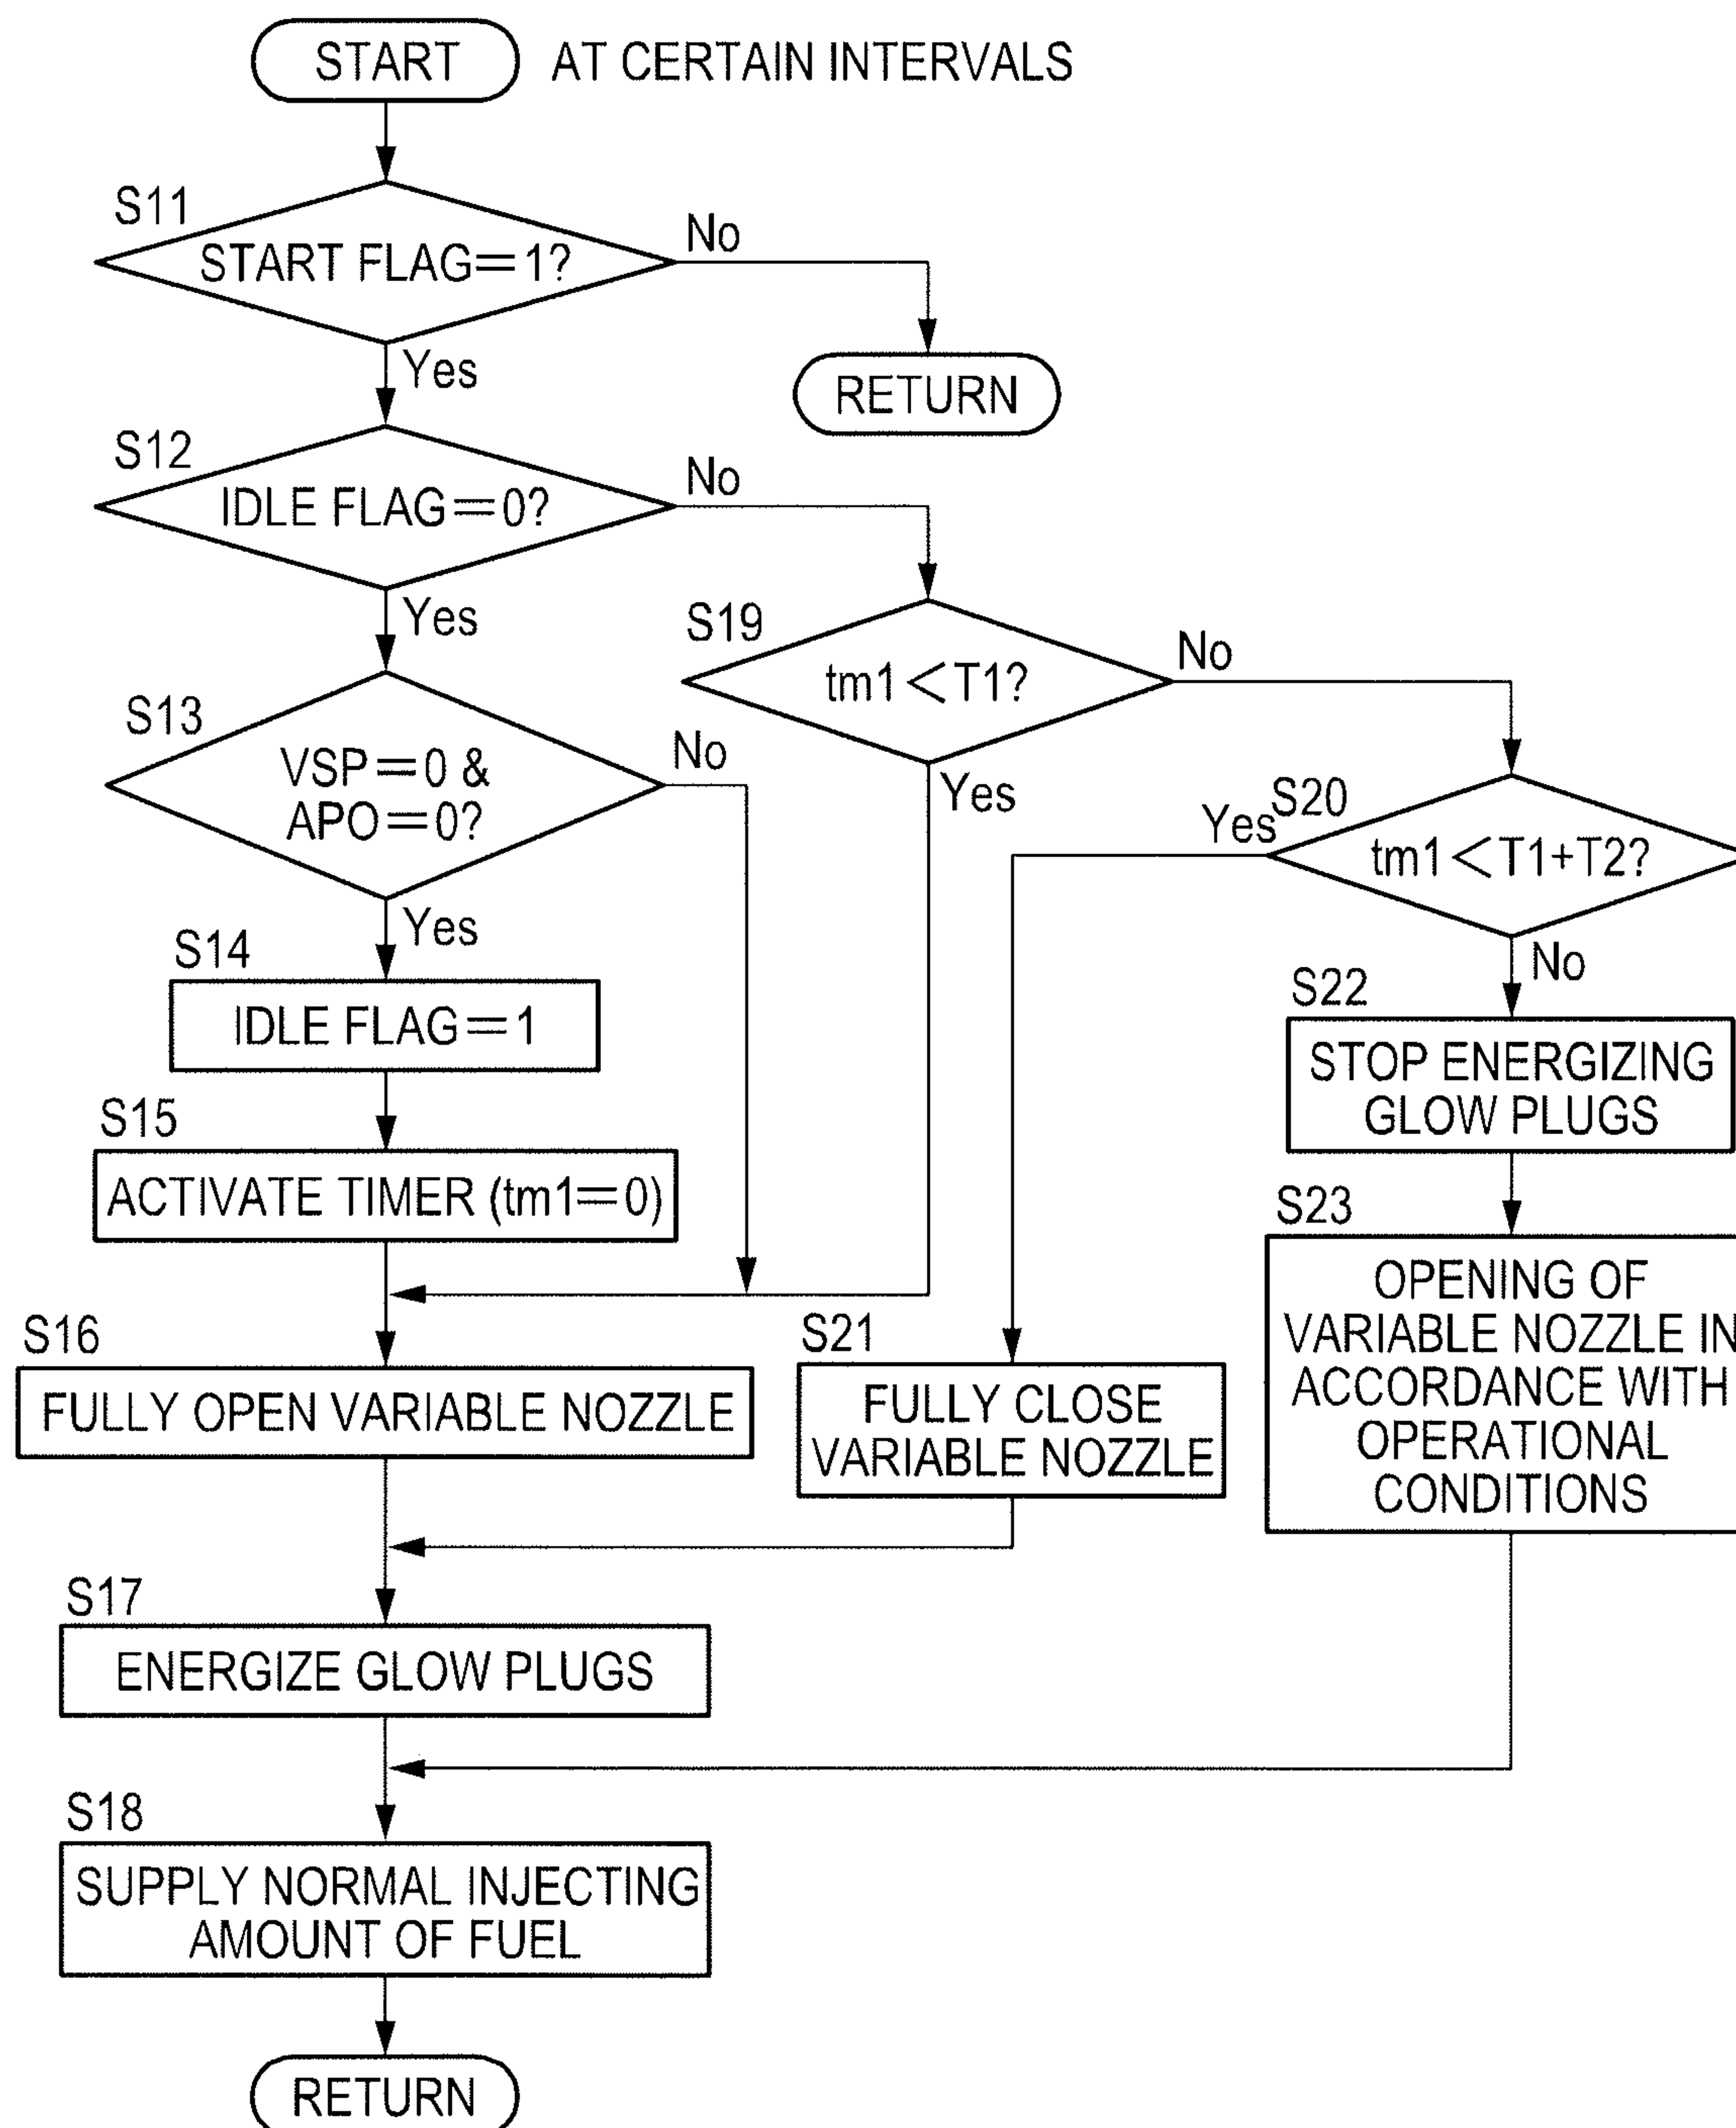 START
AT CERTAIN INTERVALS
S11
START FLAG=1?
No
Yes
RETURN
S12
IDLE FLAG=0?
No
Yes
S19
tm1<T1?
No
Yes
S13
VSP=0 &
APO=0?
No
Yes
S20
tm1<T1+T2?
Yes
No
S14
IDLE FLAG=1
S22
STOP ENERGIZING
GLOW PLUGS
S15
ACTIVATE TIMER (tm1=0)
S23
OPENING OF
VARIABLE NOZZLE IN
ACCORDANCE WITH
OPERATIONAL
CONDITIONS
S16
FULLY OPEN VARIABLE NOZZLE
S21
FULLY CLOSE
VARIABLE NOZZLE
S17
ENERGIZE GLOW PLUGS
S18
SUPPLY NORMAL INJECTING
AMOUNT OF FUEL
RETURN